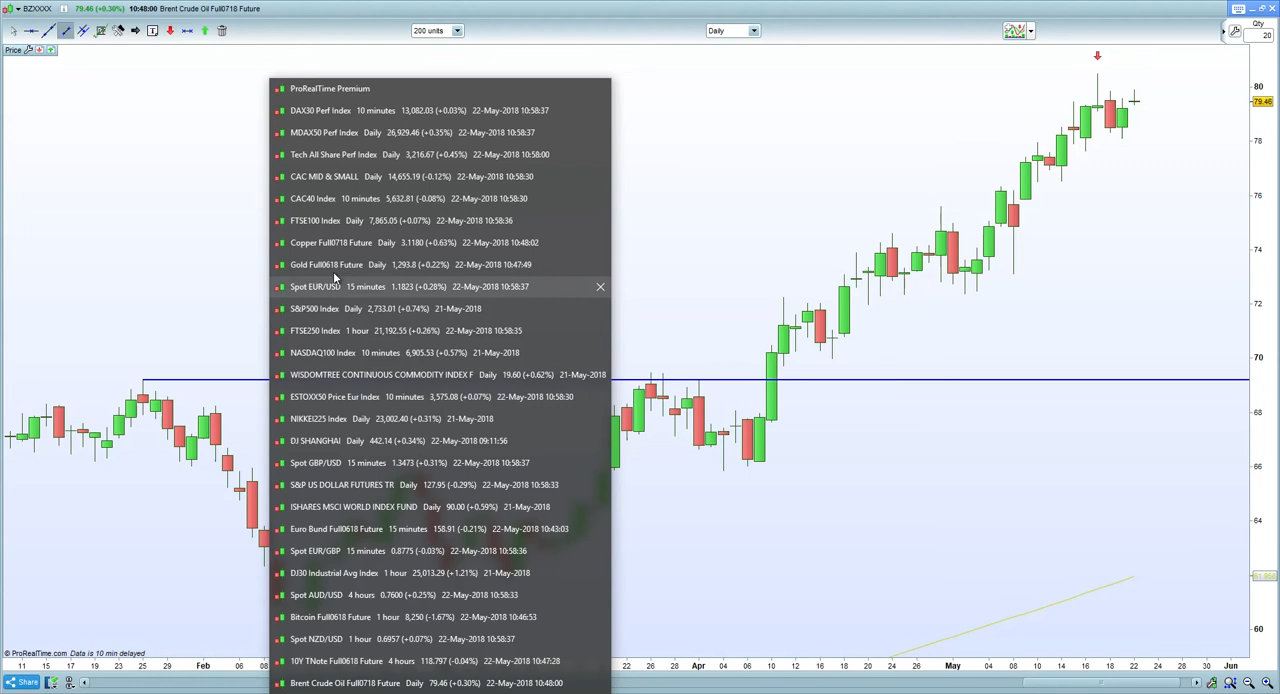 BZXXXX 79.46 (+0.30%) 10:48:00 Brent Crude Oil Full0718 Future
200 units
Daily
Qty
20
Price
ProRealTime Premium
DAX30 Perf Index 10 minutes 13,082.03 (+0.03%) 22-May-2018 10:58:37
MDAX50 Perf Index Daily 26,929.46 (+0.35%) 22-May-2018 10:58:37
Tech All Share Perf Index Daily 3,216.67 (+0.45%) 22-May-2018 10:58:00
CAC MID & SMALL Daily 14,655.19 (-0.12%) 22-May-2018 10:58:30
CAC40 Index 10 minutes 5,632.81 (-0.08%) 22-May-2018 10:58:30
FTSE100 Index Daily 7,865.05 (+0.07%) 22-May-2018 10:58:36
Copper Full0718 Future Daily 3.1180 (+0.63%) 22-May-2018 10:48:02
Gold Full0618 Future Daily 1,293.8 (+0.22%) 22-May-2018 10:47:49
Spot EUR/USD 15 minutes 1.1823 (+0.28%) 22-May-2018 10:58:37
S&P500 Index Daily 2,733.01 (+0.74%) 21-May-2018
FTSE250 Index 1 hour 21,192.55 (+0.26%) 22-May-2018 10:58:35
NASDAQ100 Index 10 minutes 6,905.53 (+0.57%) 21-May-2018
WISDOMTREE CONTINUOUS COMMODITY INDEX F Daily 19.60 (+0.62%) 21-May-2018
ESTOXX50 Price Eur Index 10 minutes 3,575.08 (+0.07%) 22-May-2018 10:58:30
NIKKEI225 Index Daily 23,002.40 (+0.31%) 21-May-2018
DJ SHANGHAI Daily 442.14 (+0.34%) 22-May-2018 09:11:56
Spot GBP/USD 15 minutes 1.3473 (+0.31%) 22-May-2018 10:58:37
S&P US DOLLAR FUTURES TR Daily 127.95 (-0.29%) 22-May-2018 10:58:33
ISHARES MSCI WORLD INDEX FUND Daily 90.00 (+0.59%) 21-May-2018
Euro Bund Full0618 Future 15 minutes 158.91 (-0.21%) 22-May-2018 10:43:03
Spot EUR/GBP 15 minutes 0.8775 (-0.03%) 22-May-2018 10:58:36
DJ30 Industrial Avg Index 1 hour 25,013.29 (+1.21%) 21-May-2018
Spot AUD/USD 4 hours 0.7600 (+0.25%) 22-May-2018 10:58:33
Bitcoin Full0618 Future 1 hour 8,250 (-1.67%) 22-May-2018 10:46:53
Spot NZD/USD 1 hour 0.6957 (+0.07%) 22-May-2018 10:58:37
10Y TNote Full0618 Future 4 hours 118.797 (-0.04%) 22-May-2018 10:47:28
Brent Crude Oil Full0718 Future Daily 79.46 (+0.30%) 22-May-2018 10:48:00
80
79.46
78
76
74
72
70
68
66
64
60
© ProRealTime.com Data is 10 min delayed
11 15 17 19 23 25 29 Feb 06 08 22 26 28 Apr 06 10 12 16 18 20 24 26 May 04 08 10 14 16 18 22 24 28 30 Jun
Share